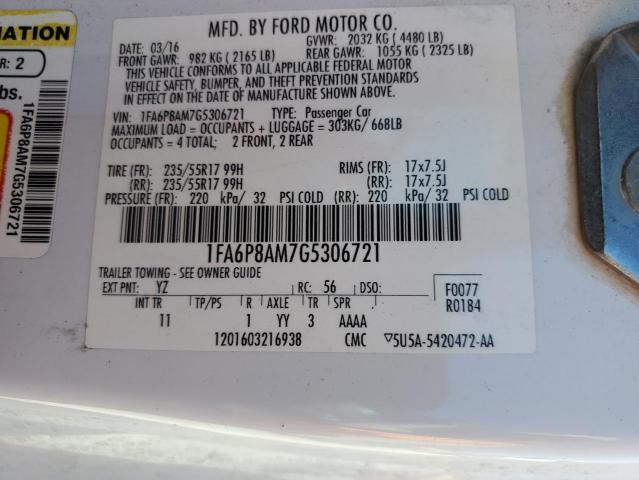 MFD. BY FORD MOTOR CO.
DATE: 03/16 GVWR: 2032 KG ( 4480 LB)
FRONT GAWR: 982 KG ( 2165 LB) REAR GAWR: 1055 KG ( 2325 LB)
THIS VEHICLE CONFORMS TO ALL APPLICABLE FEDERAL MOTOR
VEHICLE SAFETY, BUMPER, AND THEFT PREVENTION STANDARDS
IN EFFECT ON THE DATE OF MANUFACTURE SHOWN ABOVE.
VIN: 1FA6P8AM7G5306721 TYPE: Passenger Car
MAXIMUM LOAD = OCCUPANTS + LUGGAGE = 303KG/ 668LB
OCCUPANTS = 4 TOTAL; 2 FRONT, 2 REAR
TIRE (FR): 235/55R17 99H RIMS (FR): 17x7.5J
(RR): 235/55R17 99H (RR): 17x7.5J
PRESSURE (FR): 220 kPa/ 32 PSI COLD (RR): 220 kPa/ 32 PSI COLD
1FA6P8AM7G5306721
TRAILER TOWING - SEE OWNER GUIDE
EXT PNT: YZ RC: 56 DSO: F0077
INT TR TP/PS R AXLE TR SPR R0184
11 1 YY 3 AAAA
1201603216938 CMC ▽5U5A-5420472-AA
MATION
R: 2
bs.
1FA6P8AM7G5306721